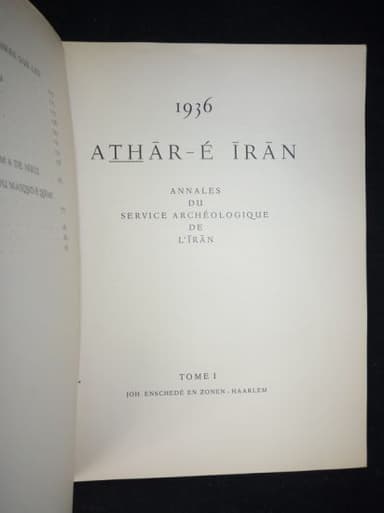 1936
ATHĀR-É ĪRĀN
ANNALES
DU
SERVICE ARCHÉOLOGIQUE
DE
L'ĪRĀN
TOME I
JOH. ENSCHEDÉ EN ZONEN - HAARLEM